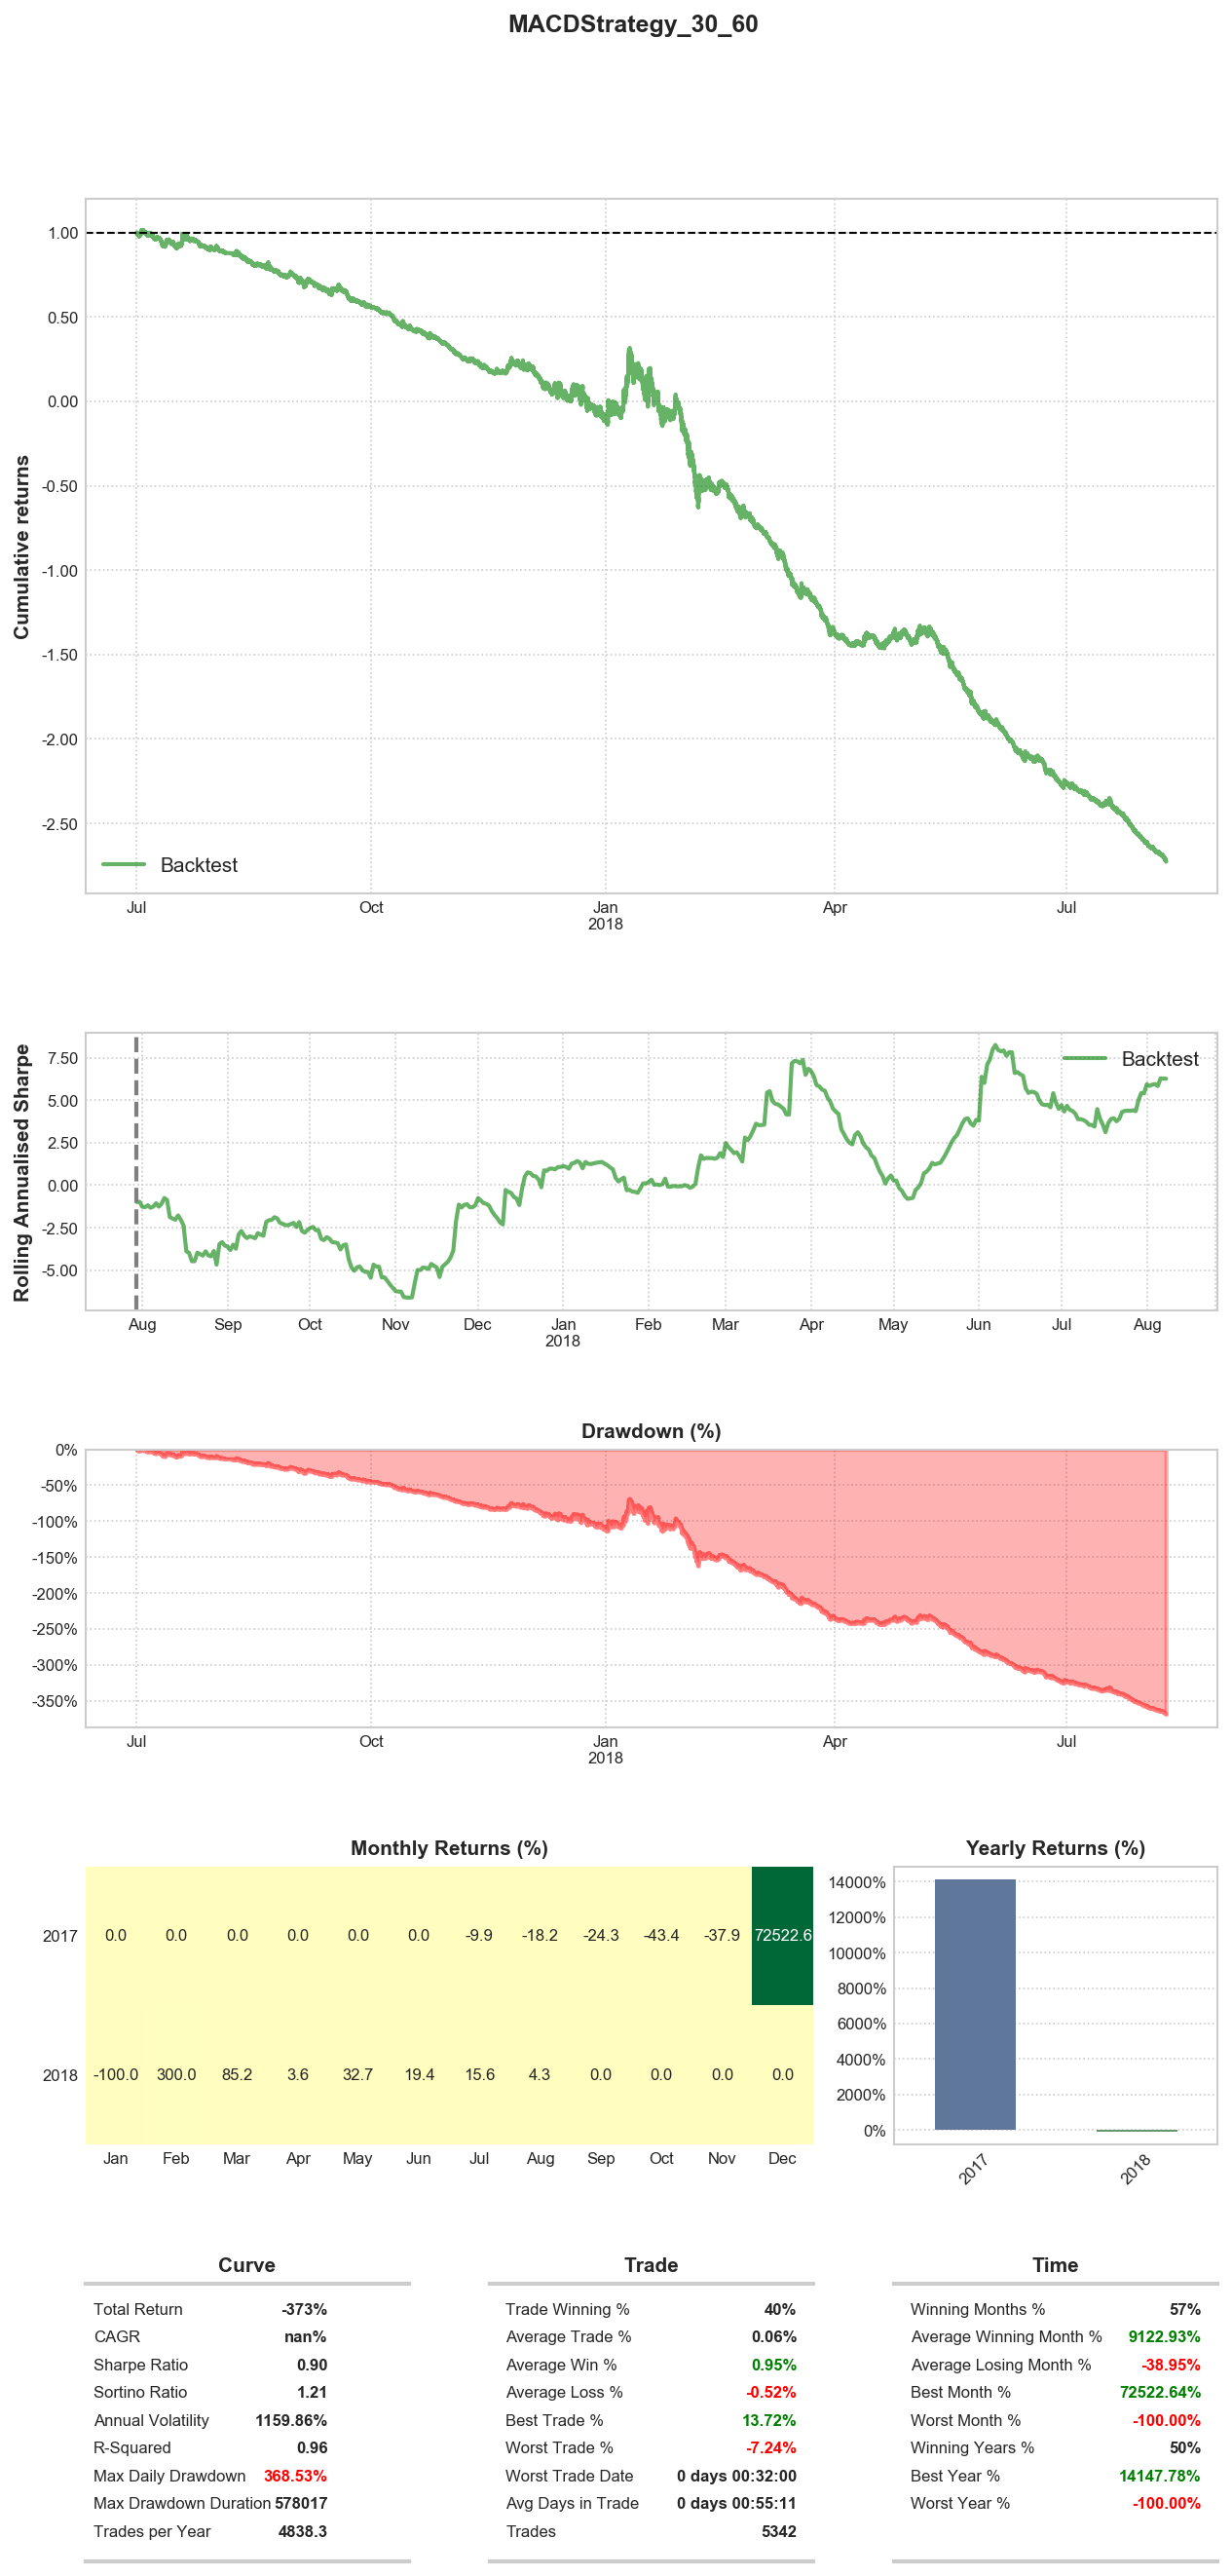 MACDStrategy_30_60
Cumulative returns
1.00
0.50
0.00
-0.50
-1.00
-1.50
-2.00
-2.50
Backtest
Jul Oct Jan Apr Jul
2018
Rolling Annualised Sharpe
7.50
5.00
2.50
0.00
-2.50
-5.00
Backtest
Aug Sep Oct Nov Dec Jan Feb Mar Apr May Jun Jul Aug
2018
Drawdown (%)
0%
-50%
-100%
-150%
-200%
-250%
-300%
-350%
Jul Oct Jan Apr Jul
2018
Monthly Returns (%)
2017 0.0 0.0 0.0 0.0 0.0 0.0 -9.9 -18.2 -24.3 -43.4 -37.9 72522.6
2018 -100.0 300.0 85.2 3.6 32.7 19.4 15.6 4.3 0.0 0.0 0.0 0.0
Jan Feb Mar Apr May Jun Jul Aug Sep Oct Nov Dec
Yearly Returns (%)
14000%
12000%
10000%
8000%
6000%
4000%
2000%
0%
2017 2018
Curve
Total Return -373%
CAGR nan%
Sharpe Ratio 0.90
Sortino Ratio 1.21
Annual Volatility 1159.86%
R-Squared 0.96
Max Daily Drawdown 368.53%
Max Drawdown Duration 578017
Trades per Year 4838.3
Trade
Trade Winning % 40%
Average Trade % 0.06%
Average Win % 0.95%
Average Loss % -0.52%
Best Trade % 13.72%
Worst Trade % -7.24%
Worst Trade Date 0 days 00:32:00
Avg Days in Trade 0 days 00:55:11
Trades 5342
Time
Winning Months % 57%
Average Winning Month % 9122.93%
Average Losing Month % -38.95%
Best Month % 72522.64%
Worst Month % -100.00%
Winning Years % 50%
Best Year % 14147.78%
Worst Year % -100.00%